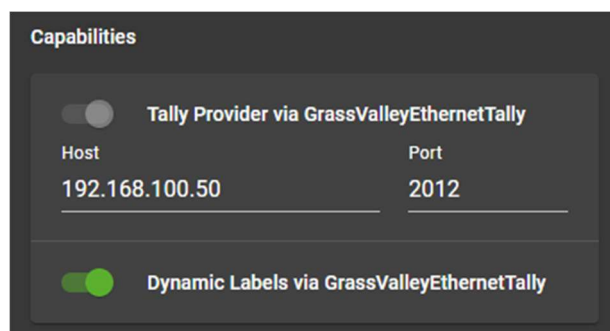 Capabilities
Tally Provider via GrassValleyEthernetTally
Host Port
192.168.100.50 2012
Dynamic Labels via GrassValleyEthernetTally